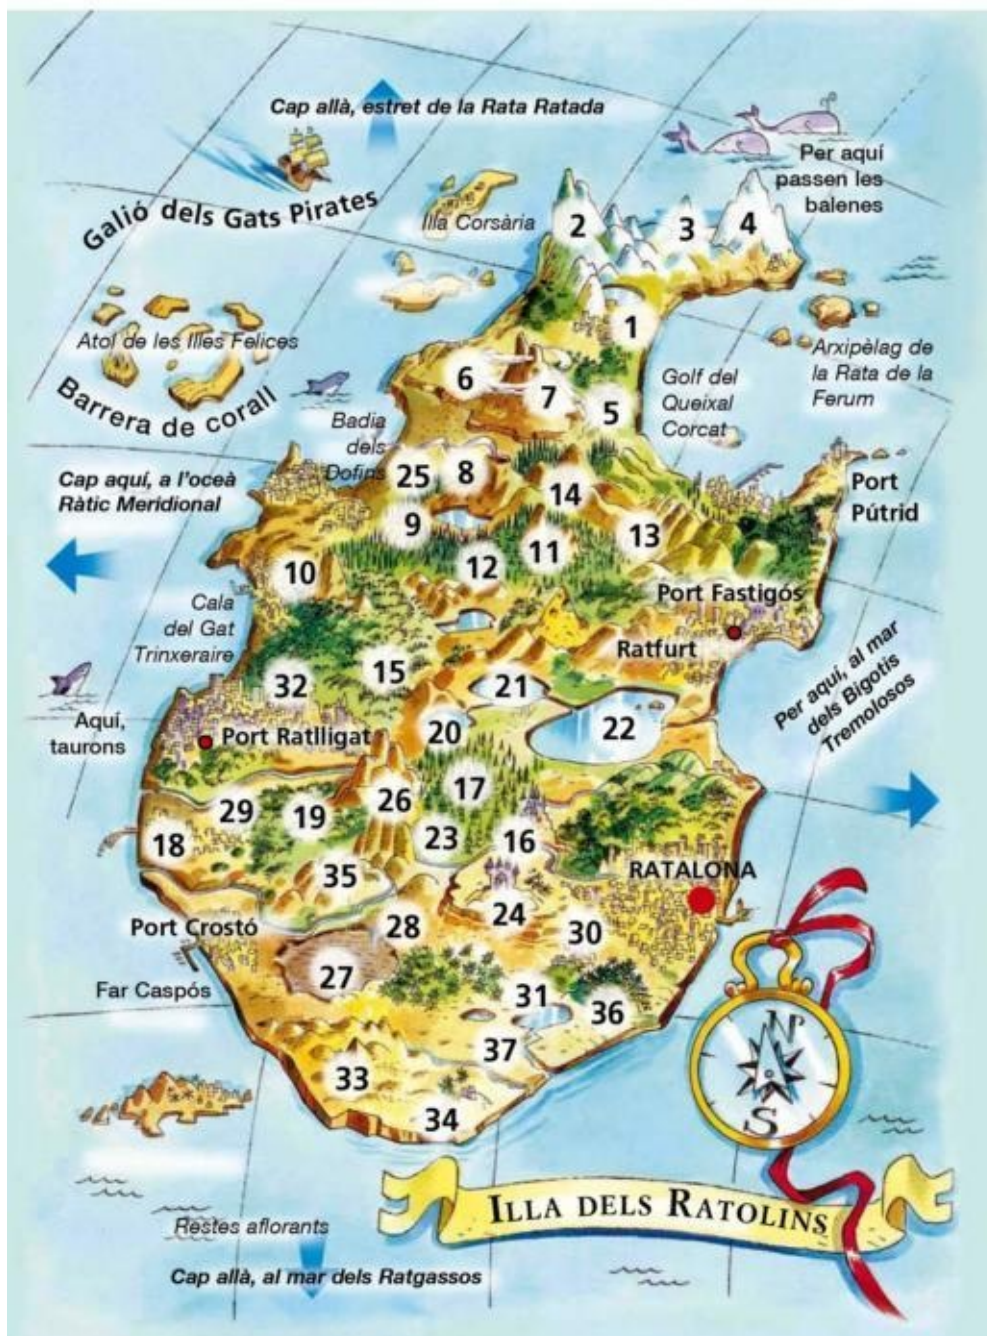 Cap allà, estret de la Rata Ratada
Galió dels Gats Pirates
Illa Corsària
Per aquí
passen les
balenes
2
3
4
1
Atol de les Illes Felices
Barrera de corall
Arxipèlag de
la Rata de la
Ferum
6
7
5
Golf del
Queixal
Corcat
Badia
dels
Dofins
Cap aquí, a l'oceà
Ràtic Meridional
25
8
14
Port
Pútrid
9
13
11
12
10
Port Fastigós
Cala
del Gat
Trinxeraire
Ratfurt
Per aquí, al mar
dels Bigotis
Tremolosos
32
15
21
Aquí,
taurons
Port Ratlligat
20
22
17
29
19
26
18
23
16
35
RATALONA
Port Crostó
28
24
30
Far Caspós
27
31
36
37
33
34
N
S
ILLA DELS RATOLINS
Restes aflorants
Cap allà, al mar dels Ratgassos